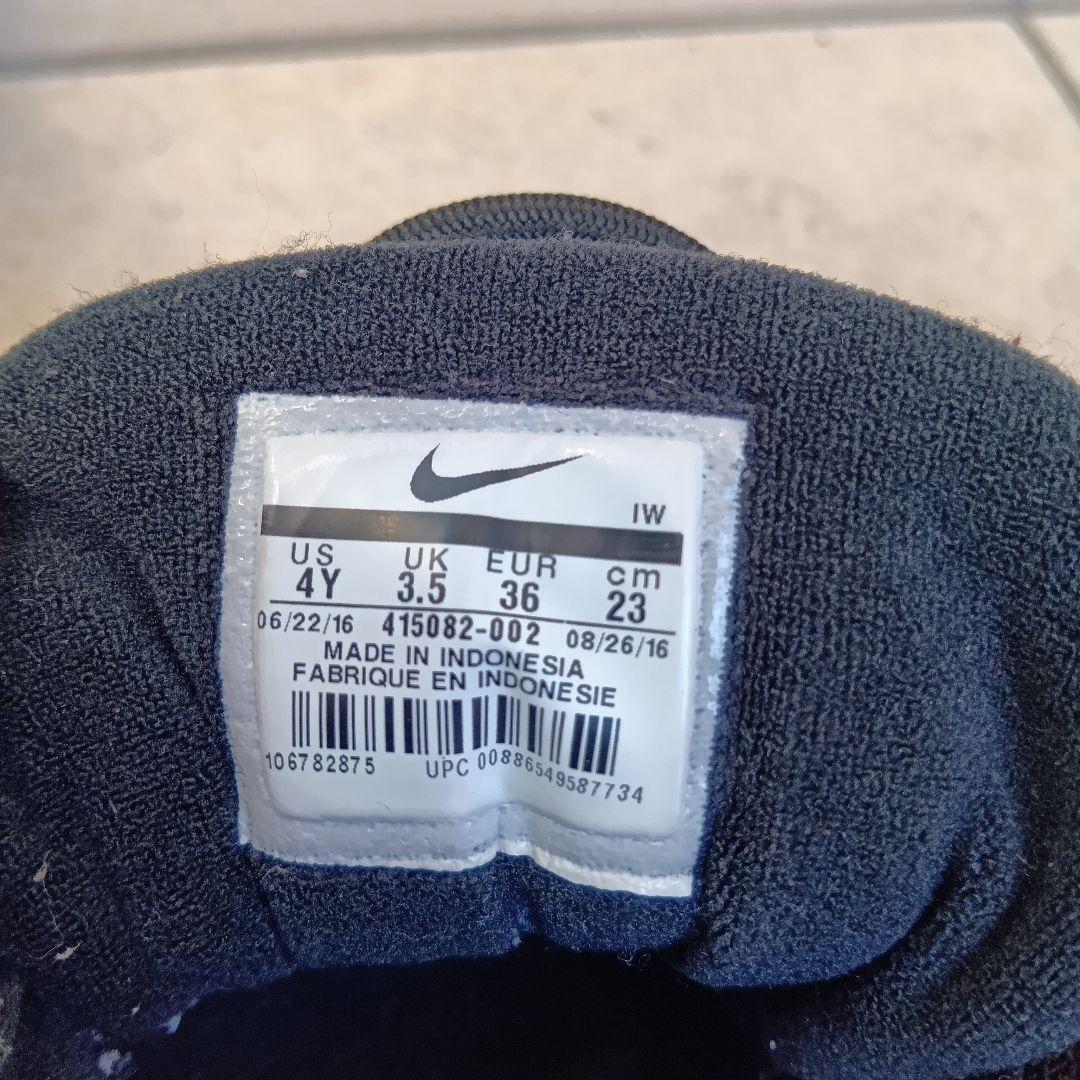 IW
US UK EUR cm
4Y 3.5 36 23
06/22/16 415082-002 08/26/16
MADE IN INDONESIA
FABRIQUE EN INDONESIE
106782875 UPC 00886549587734